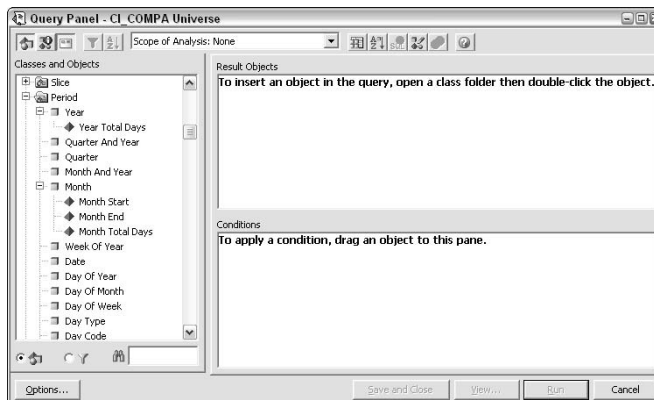 Query Panel - CI_COMPA Universe
Scope of Analysis: None
Classes and Objects
Slice
Period
Year
Year Total Days
Quarter And Year
Quarter
Month And Year
Month
Month Start
Month End
Month Total Days
Week Of Year
Date
Day Of Year
Day Of Month
Day Of Week
Day Type
Day Code
Options...
Result Objects
To insert an object in the query, open a class folder then double-click the object.
Conditions
To apply a condition, drag an object to this pane.
Save and Close
View...
Run
Cancel